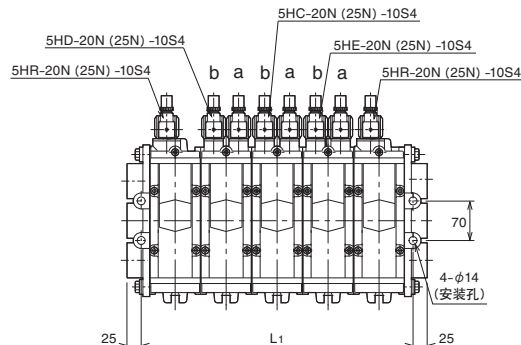 5HC-20N (25N) -10S4
5HD-20N (25N) -10S4
5HE-20N (25N) -10S4
5HR-20N (25N) -10S4
b a b a b a
5HR-20N (25N) -10S4
70
4-φ14
(安装孔)
25
L1
25